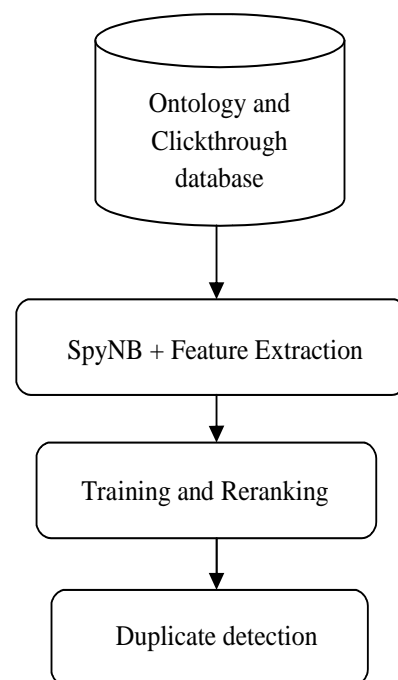 Ontology and
Clickthrough
database
SpyNB + Feature Extraction
Training and Reranking
Duplicate detection